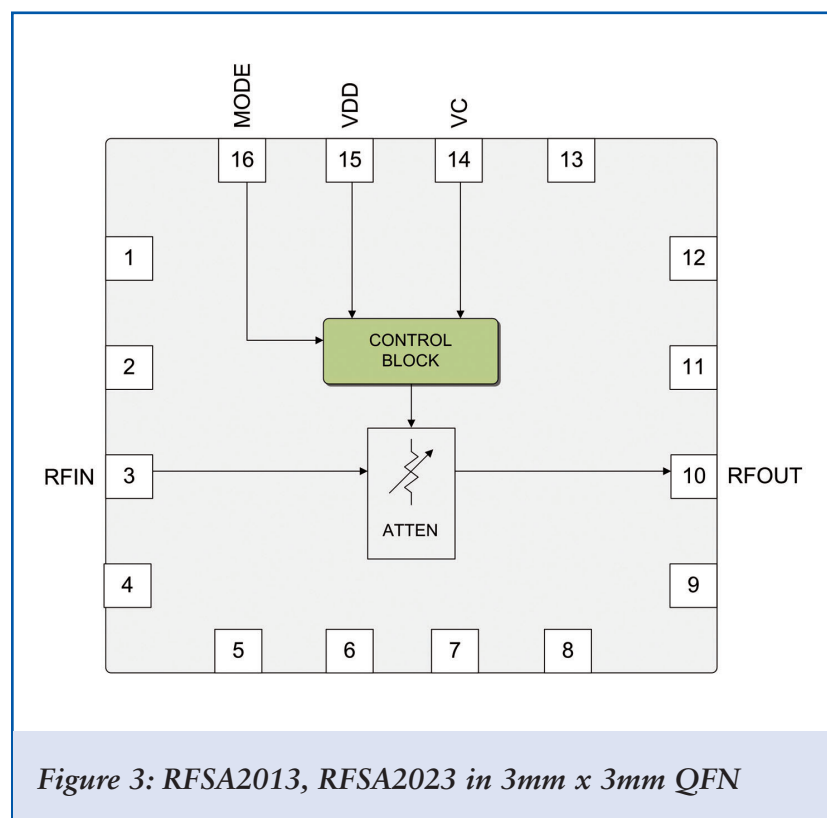 MODE
VDD
VC
16
15
14
13
1
12
CONTROL
BLOCK
2
11
RFIN
3
10
RFOUT
ATTEN
4
9
5
6
7
8
Figure 3: RFSA2013, RFSA2023 in 3mm x 3mm QFN